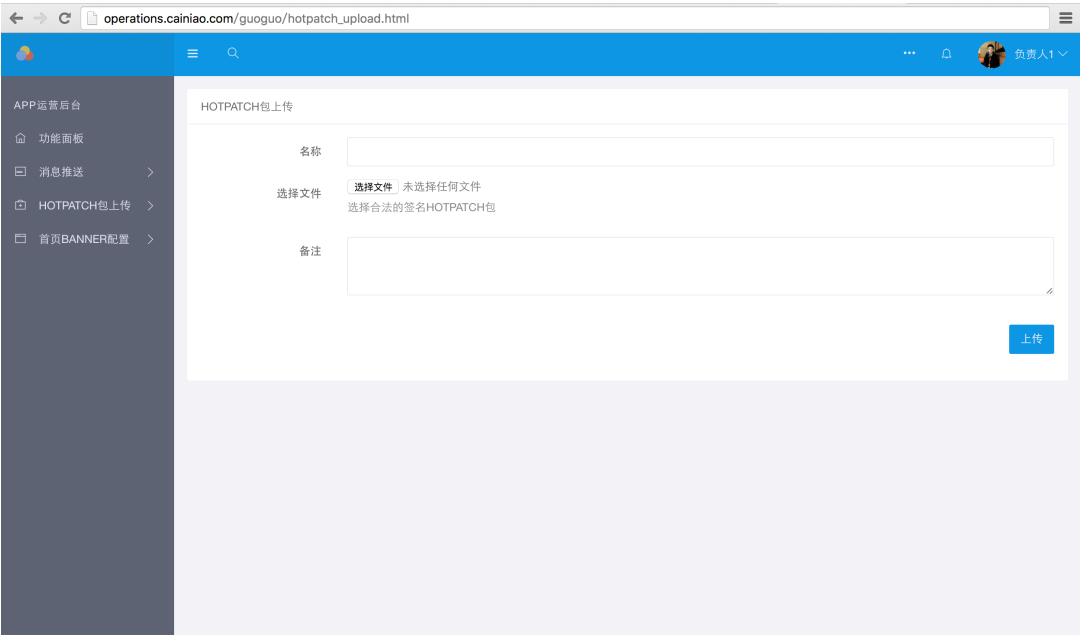 operations.cainiao.com/guoguo/hotpatch_upload.html
负责人1
APP运营后台
功能面板
消息推送
HOTPATCH包上传
首页BANNER配置
HOTPATCH包上传
名称
选择文件
选择文件 未选择任何文件
选择合法的签名HOTPATCH包
备注
上传